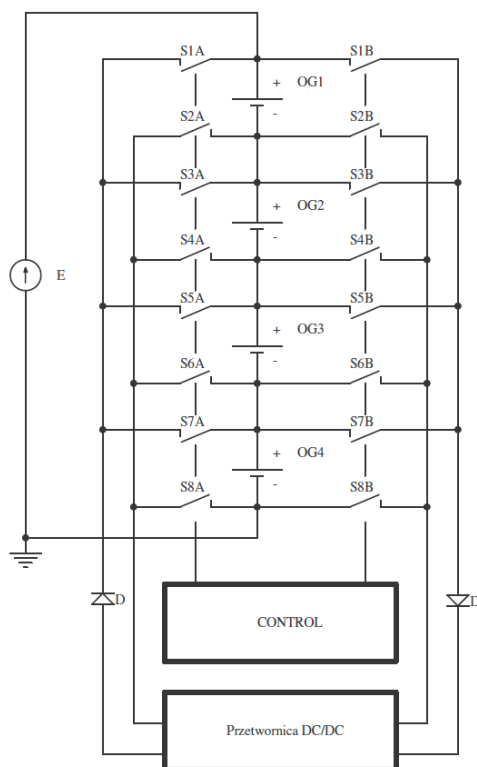 S1A S1B
+ OG1
-
S2A S2B
S3A S3B
+ OG2
-
S4A S4B
E
S5A S5B
+ OG3
-
S6A S6B
S7A S7B
+ OG4
-
S8A S8B
D D
CONTROL
Przetwornica DC/DC